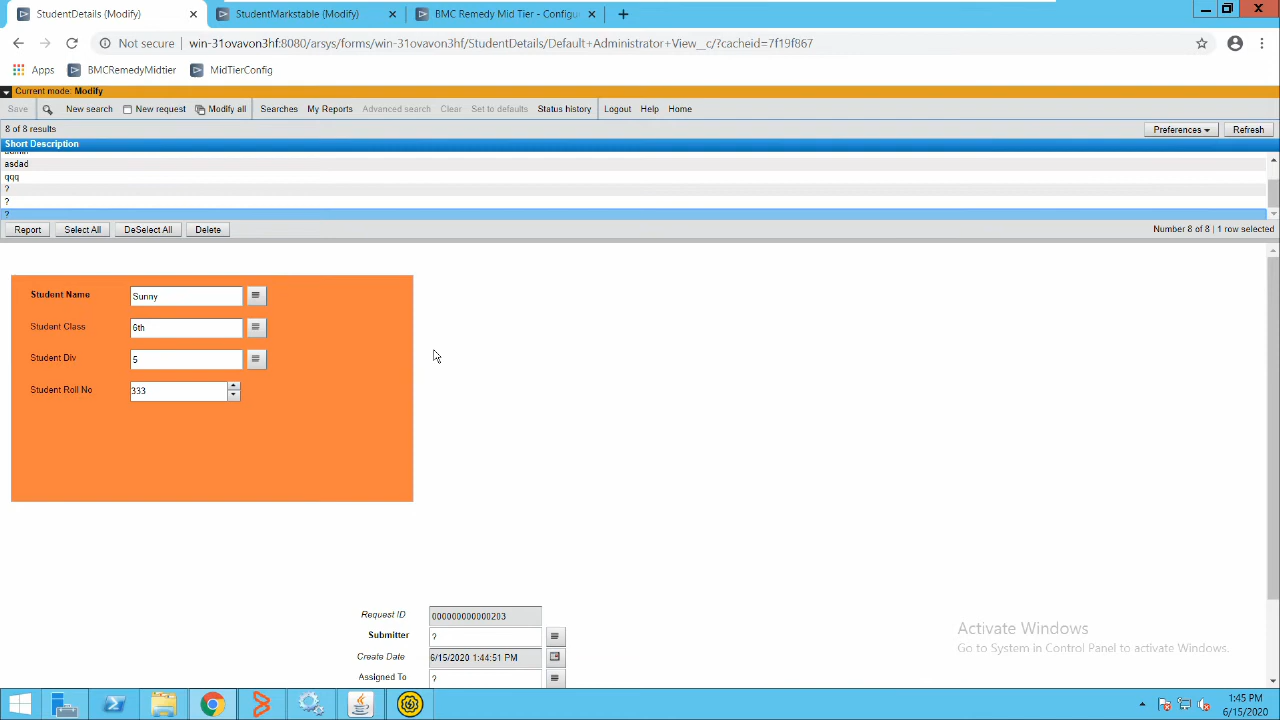 StudentDetails (Modify)
StudentMarkstable (Modify)
BMC Remedy Mid Tier - Configu
Not secure win-31ovavon3hf:8080/arsys/forms/win-31ovavon3hf/StudentDetails/Default+Administrator+View__c/?cacheid=7f19f867
Apps BMCRemedyMidtier MidTierConfig
Current mode: Modify
Save New search New request Modify all Searches My Reports Advanced search Clear Set to defaults Status history Logout Help Home
8 of 8 results Preferences Refresh
Short Description
asdad
qqq
?
?
?
Report Select All DeSelect All Delete Number 8 of 8 | 1 row selected
Student Name Sunny
Student Class 6th
Student Div 5
Student Roll No 333
Request ID 000000000000203
Submitter ?
Create Date 6/15/2020 1:44:51 PM
Assigned To ?
Activate Windows
Go to System in Control Panel to activate Windows.
1:45 PM
6/15/2020